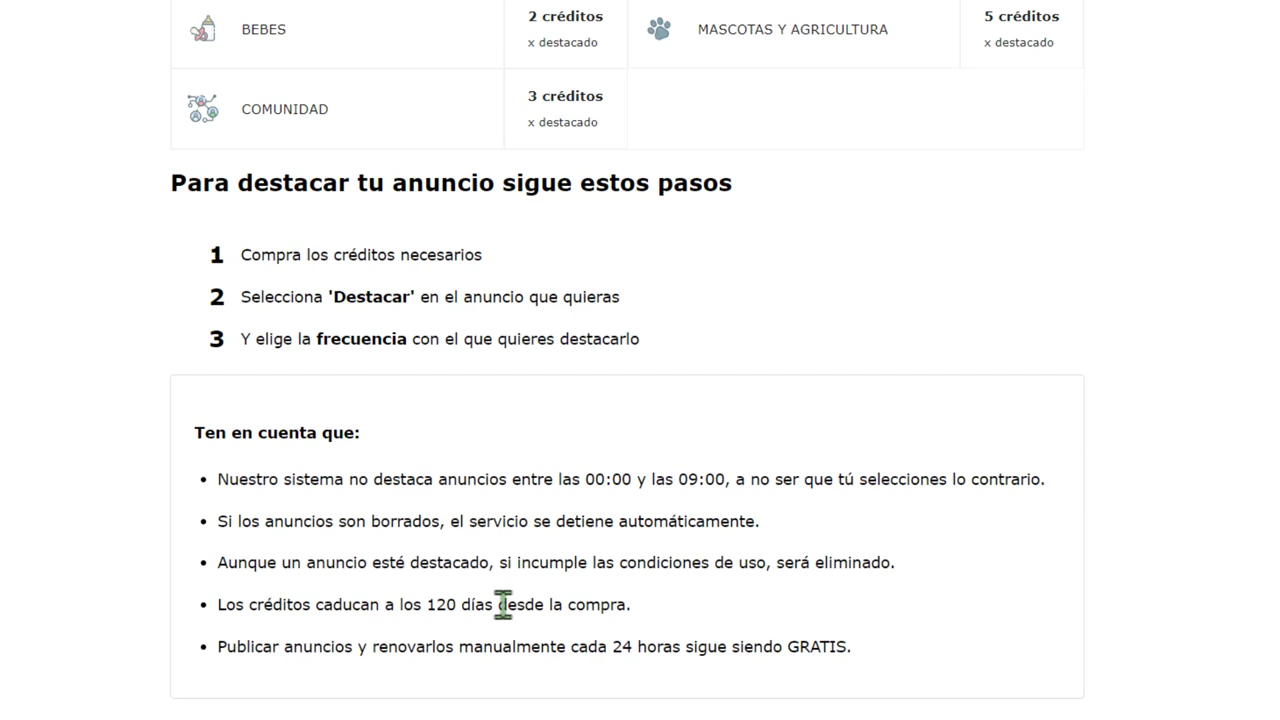 BEBES
2 créditos
x destacado
MASCOTAS Y AGRICULTURA
5 créditos
x destacado
COMUNIDAD
3 créditos
x destacado
Para destacar tu anuncio sigue estos pasos
1 Compra los créditos necesarios
2 Selecciona 'Destacar' en el anuncio que quieras
3 Y elige la frecuencia con el que quieres destacarlo
Ten en cuenta que:
• Nuestro sistema no destaca anuncios entre las 00:00 y las 09:00, a no ser que tú selecciones lo contrario.
• Si los anuncios son borrados, el servicio se detiene automáticamente.
• Aunque un anuncio esté destacado, si incumple las condiciones de uso, será eliminado.
• Los créditos caducan a los 120 días desde la compra.
• Publicar anuncios y renovarlos manualmente cada 24 horas sigue siendo GRATIS.